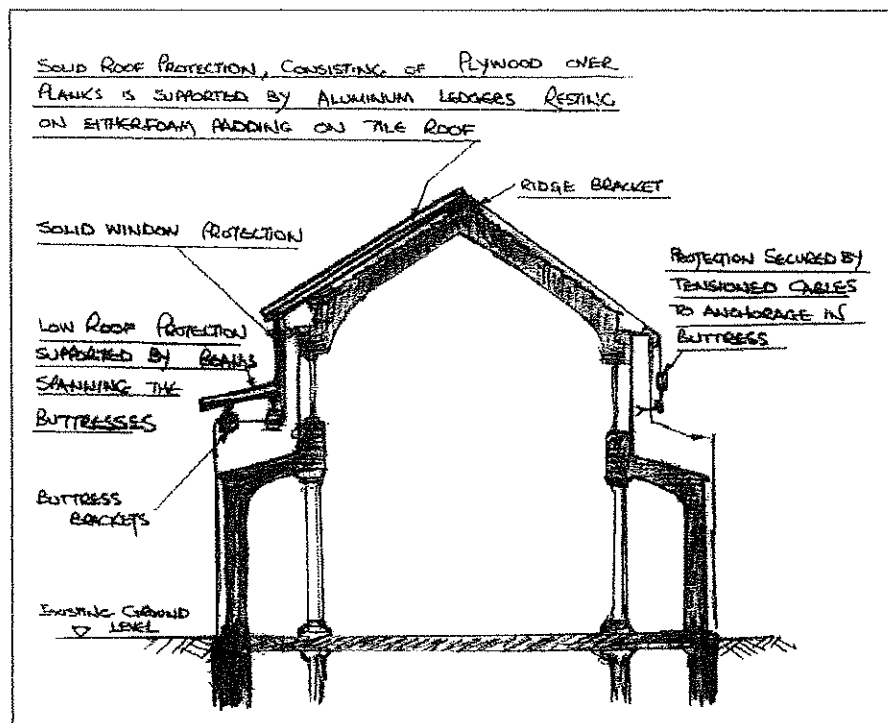 SOLID ROOF PROTECTION, CONSISTING OF PLYWOOD OVER
PLANKS IS SUPPORTED BY ALUMINUM LEDGERS RESTING
ON EITHER FOAM PADDING ON TILE ROOF
RIDGE BRACKET
SOLID WINDOW PROTECTION
PROTECTION SECURED BY
TENSIONED CABLES
TO ANCHORAGE IN
BUTTRESS
LOW ROOF PROTECTION
SUPPORTED BY BEAMS
SPANNING THE
BUTTRESSES
BUTTRESS
BRACKETS
EXISTING GROUND
LEVEL